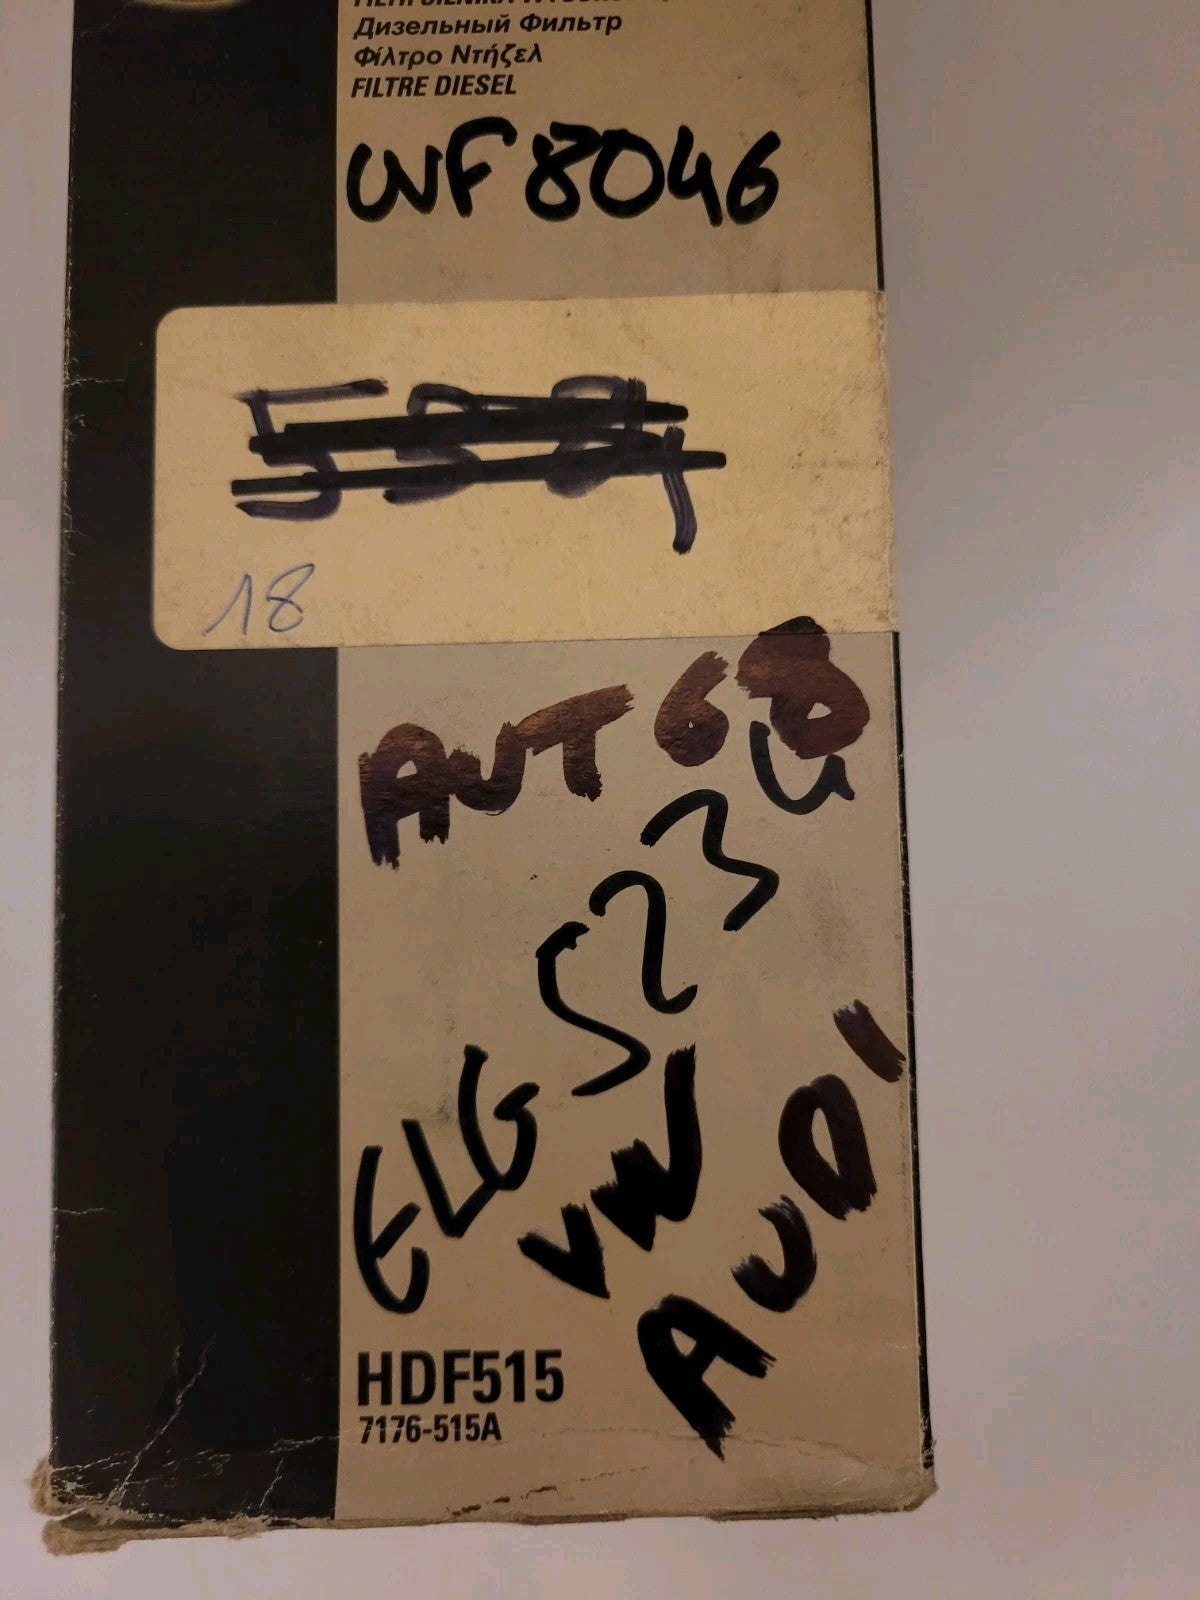 Дизельный Фильтр
Φίλτρο Ντήζελ
FILTRE DIESEL
WF8046
18
AUT68
ELG5234
VW
AUDI
HDF515
7176-515A